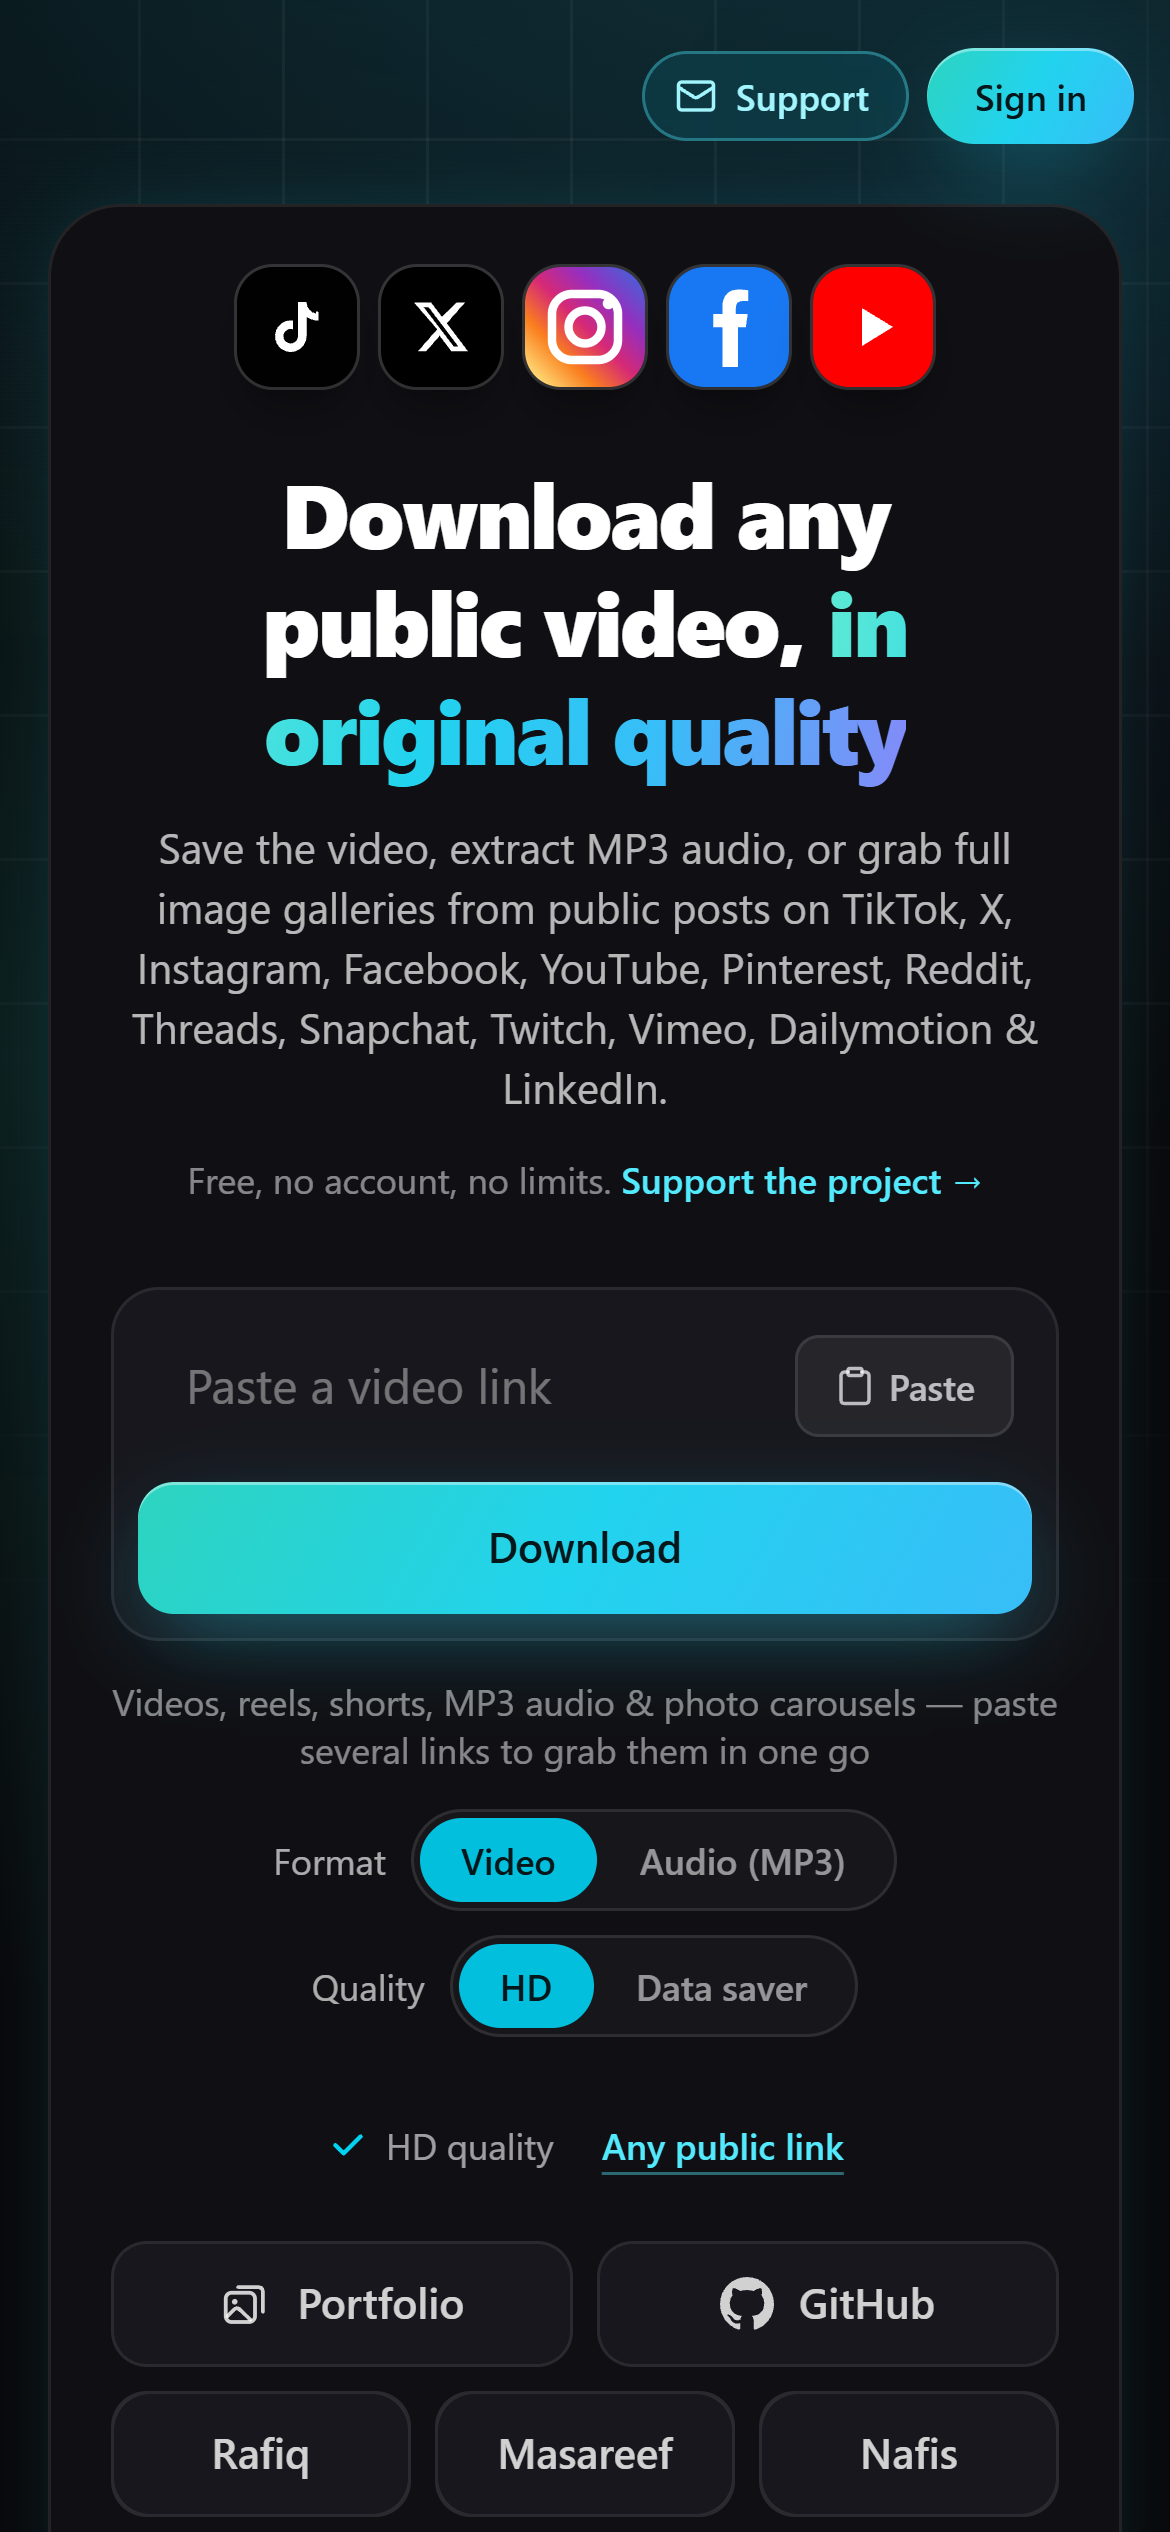 Support
Sign in
Download any
public video, in
original quality
Save the video, extract MP3 audio, or grab full
image galleries from public posts on TikTok, X,
Instagram, Facebook, YouTube, Pinterest, Reddit,
Threads, Snapchat, Twitch, Vimeo, Dailymotion &
LinkedIn.
Free, no account, no limits. Support the project →
Paste a video link
Paste
Download
Videos, reels, shorts, MP3 audio & photo carousels — paste
several links to grab them in one go
Format Video Audio (MP3)
Quality HD Data saver
HD quality Any public link
Portfolio GitHub
Rafiq Masareef Nafis